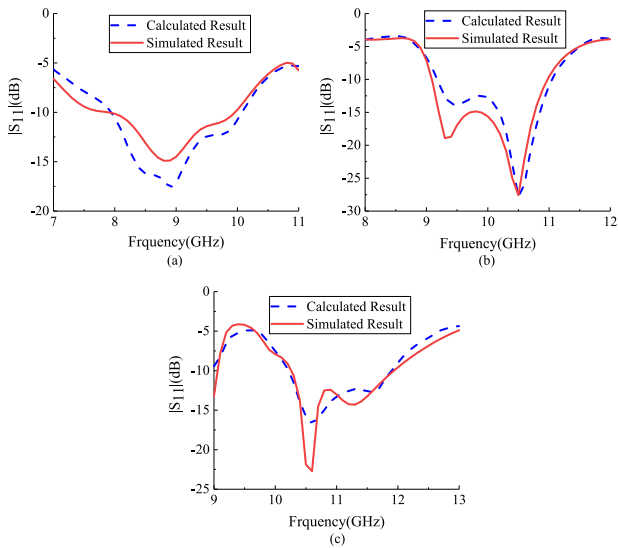 0
-5
-10
-15
-20
|S11|(dB)
Calculated Result
Simulated Result
7 8 9 10 11
Frquency(GHz)
(a)
0
-5
-10
-15
-20
-25
-30
|S11|(dB)
Calculated Result
Simulated Result
8 9 10 11 12
Frquency(GHz)
(b)
0
-5
-10
-15
-20
-25
|S11|(dB)
Calculated Result
Simulated Result
9 10 11 12 13
Frquency(GHz)
(c)